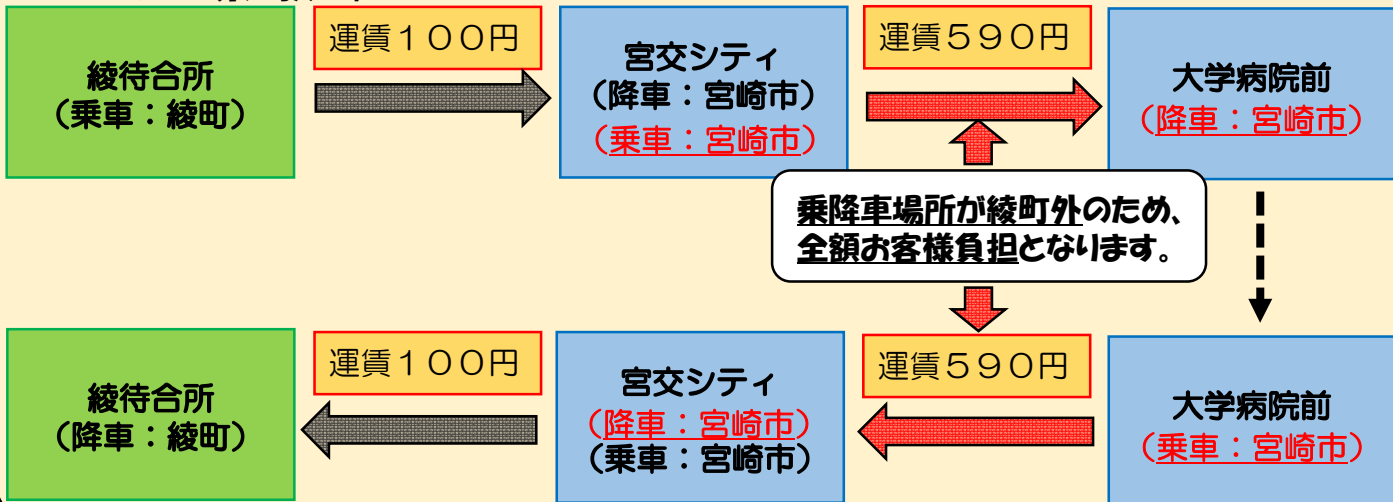 綾待合所
(乗車:綾町)
運賃100円
宮交シティ
(降車:宮崎市)
(乗車:宮崎市)
運賃590円
大学病院前
(降車:宮崎市)
乗降車場所が綾町外のため、
全額お客様負担となります。
綾待合所
(降車:綾町)
運賃100円
宮交シティ
(降車:宮崎市)
(乗車:宮崎市)
運賃590円
大学病院前
(乗車:宮崎市)